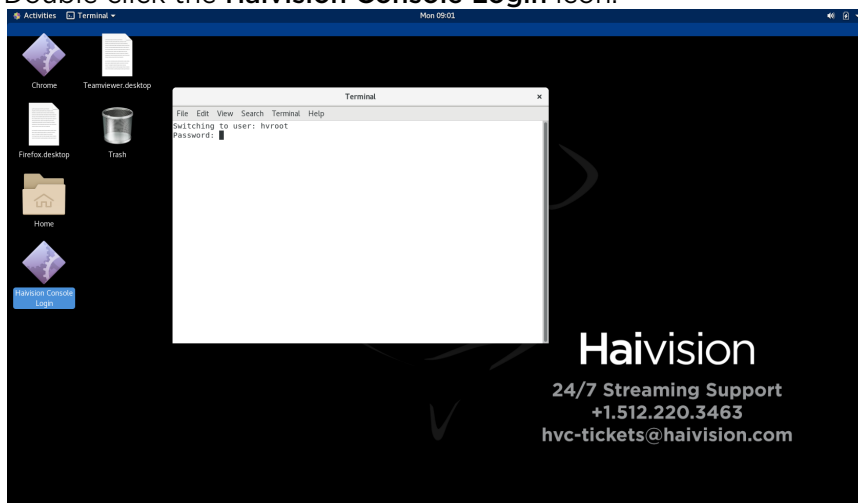 Double-click the Haivision Console Login icon.
Activities Terminal Mon 09:01
Chrome Teamviewer.desktop
Terminal
File Edit View Search Terminal Help
Switching to user: hvroot
Password:
Firefox.desktop Trash
Home
Haivision Console
Login
Haivision
24/7 Streaming Support
+1.512.220.3463
hvc-tickets@haivision.com